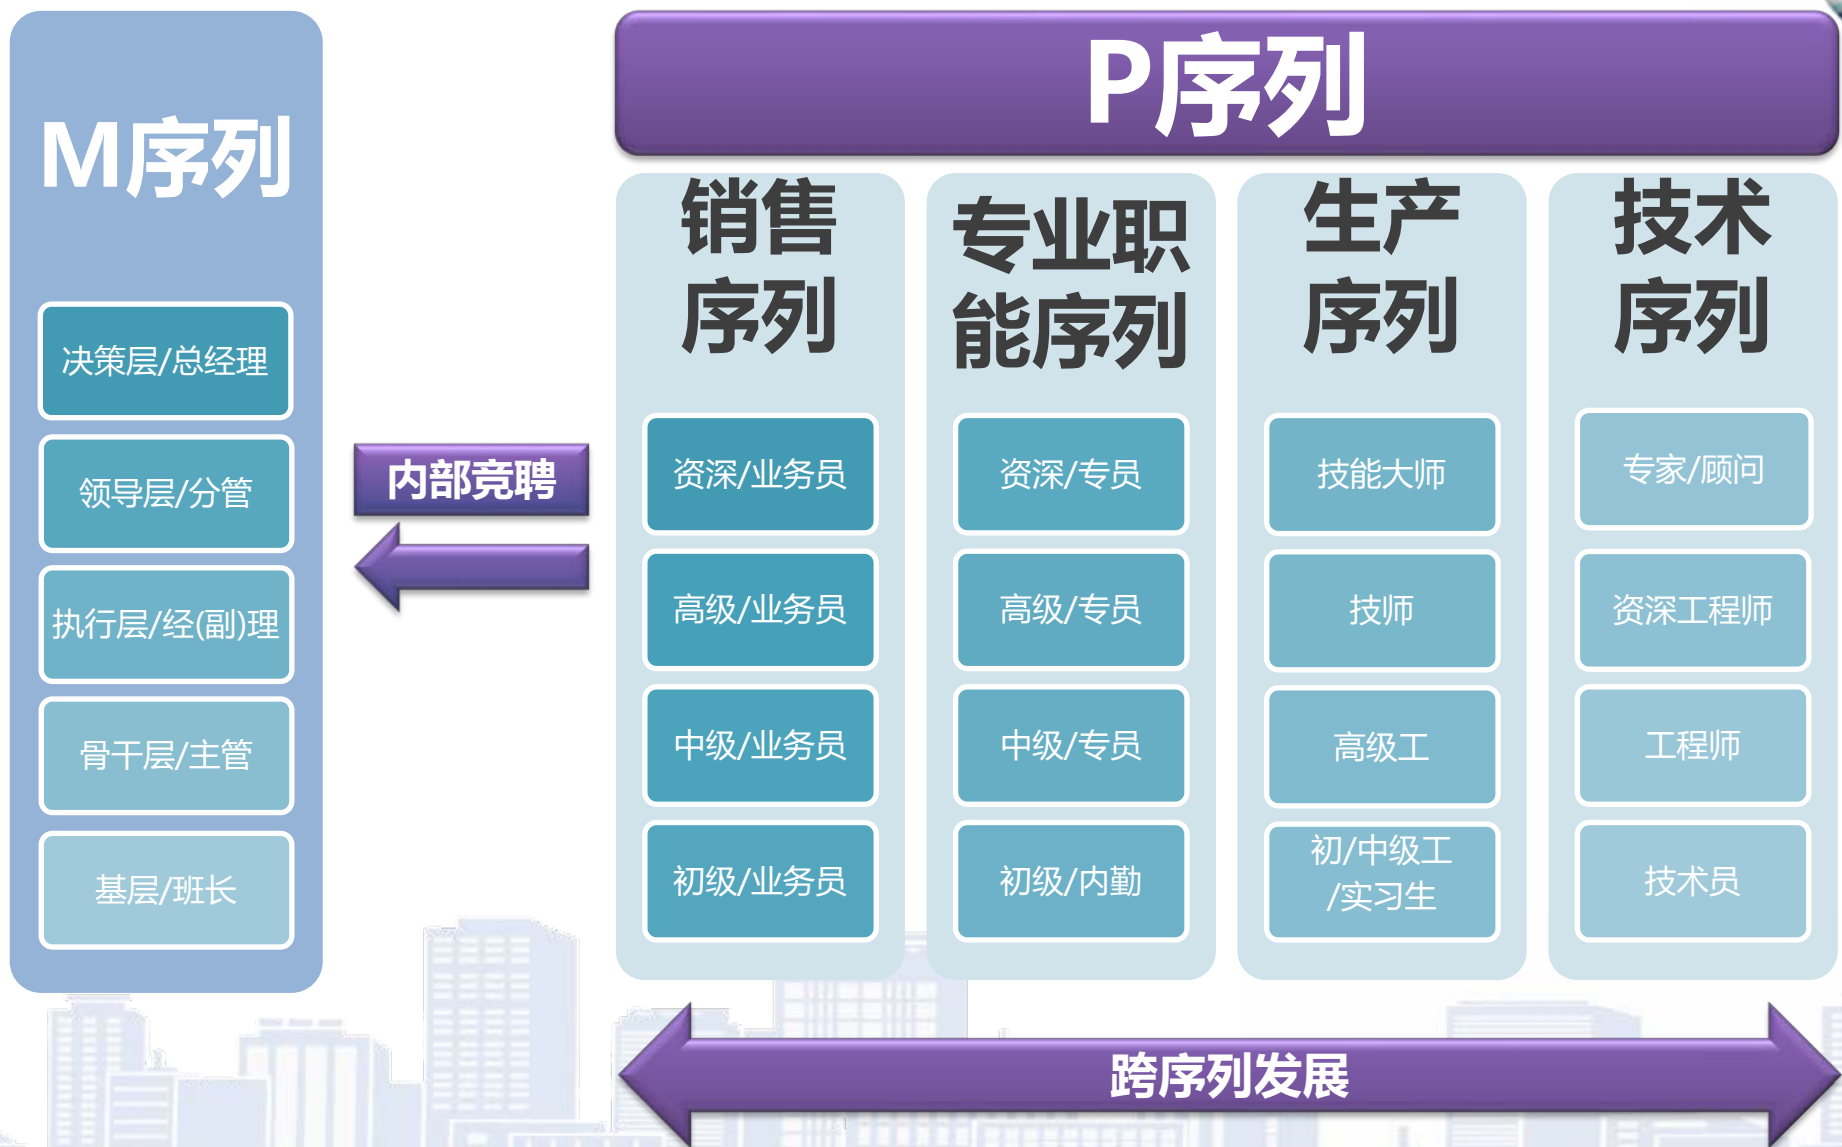 M序列
决策层/总经理
领导层/分管
执行层/经(副)理
骨干层/主管
基层/班长
内部竞聘
P序列
销售
序列
资深/业务员
高级/业务员
中级/业务员
初级/业务员
专业职
能序列
资深/专员
高级/专员
中级/专员
初级/内勤
生产
序列
技能大师
技师
高级工
初/中级工
/实习生
技术
序列
专家/顾问
资深工程师
工程师
技术员
跨序列发展